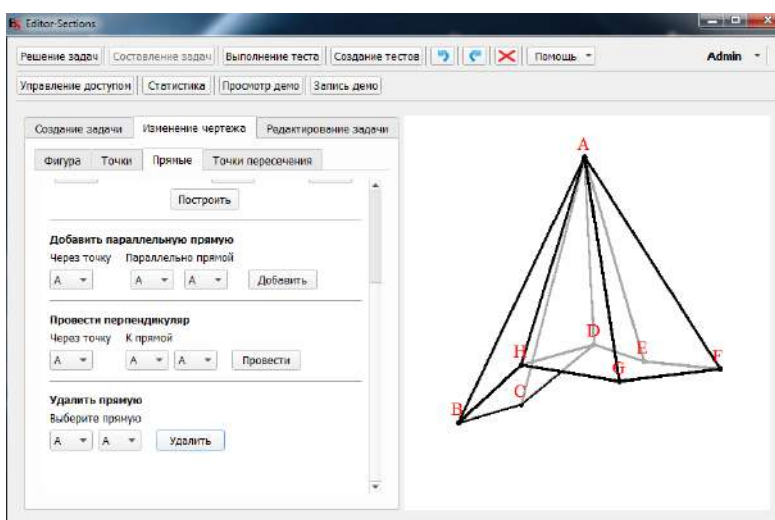 Editor-Sections
Решение задач Составление задач Выполнение теста Создание тестов Помощь Admin
Управление доступом Статистика Просмотр демо Запись демо
Создание задачи Изменение чертежа Редактирование задачи
Фигура Точки Прямые Точки пересечения
Построить
Добавить параллельную прямую
Через точку Параллельно прямой
A A A Добавить
Провести перпендикуляр
Через точку К прямой
A A A Провести
Удалить прямую
Выберите прямую
A A Удалить
A
D
H E F
G
C
B